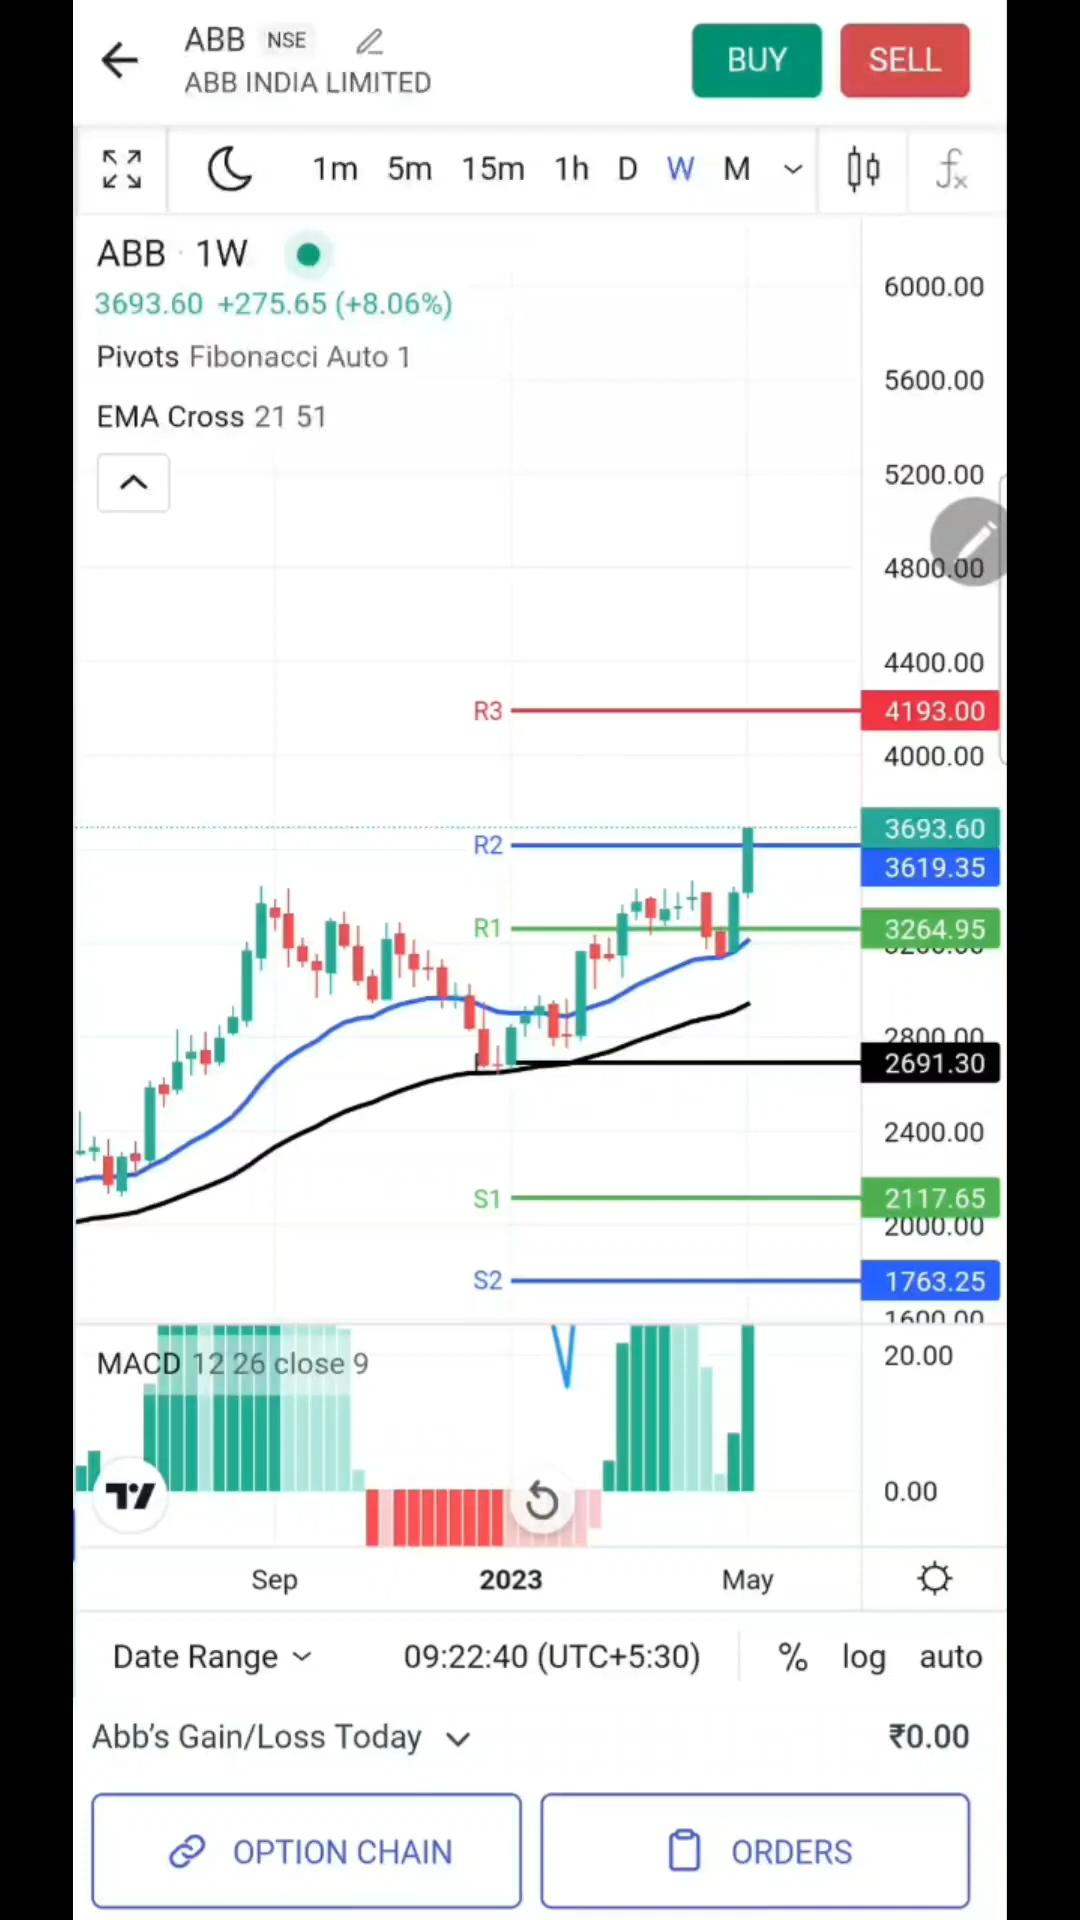 ABB NSE
ABB INDIA LIMITED
BUY
SELL
1m 5m 15m 1h D W M
fx
ABB · 1W
3693.60 +275.65 (+8.06%)
Pivots Fibonacci Auto 1
EMA Cross 21 51
6000.00
5600.00
5200.00
4800.00
4400.00
R3 4193.00
4000.00
3693.60
R2 3619.35
R1 3264.95
3200.00
2800.00
2691.30
2400.00
S1 2117.65
2000.00
S2 1763.25
1600.00
MACD 12 26 close 9
20.00
0.00
Sep 2023 May
Date Range 09:22:40 (UTC+5:30) % log auto
Abb's Gain/Loss Today ₹0.00
OPTION CHAIN
ORDERS